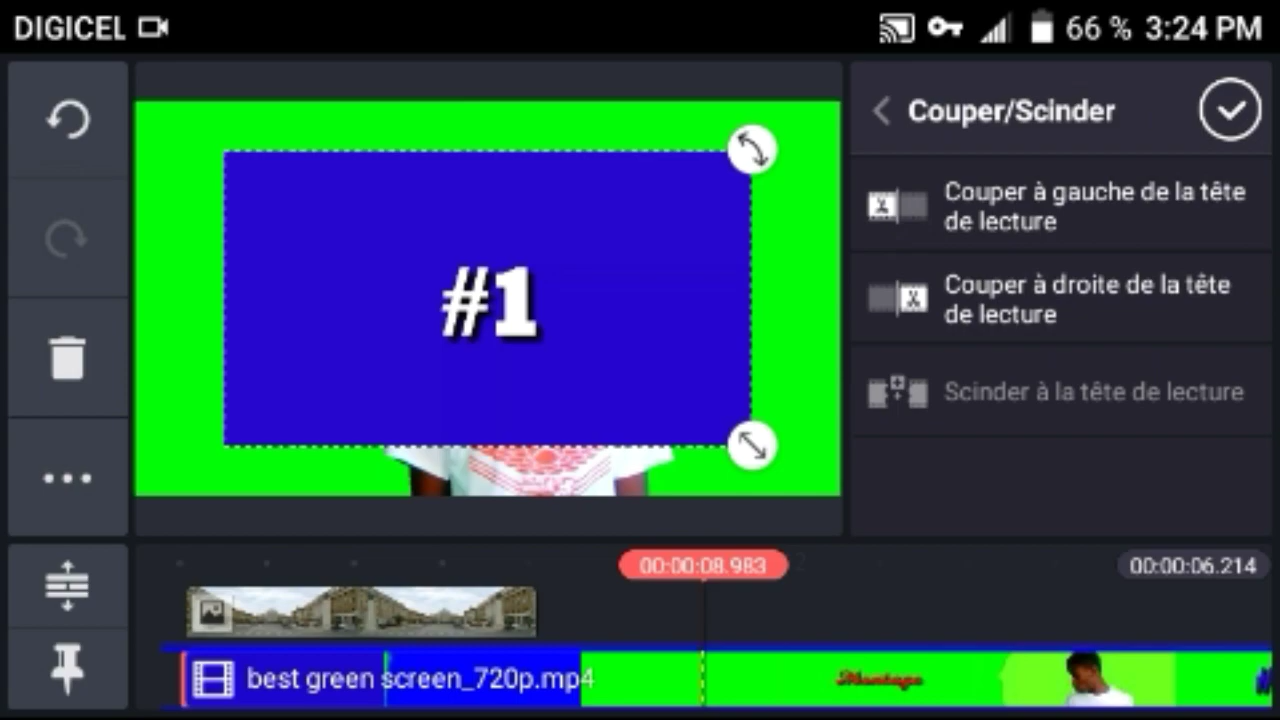 DIGICEL 66 % 3:24 PM
Couper/Scinder
Couper à gauche de la tête
de lecture
Couper à droite de la tête
de lecture
Scinder à la tête de lecture
#1
00:00:08.983
00:00:06.214
best green screen_720p.mp4
Montage